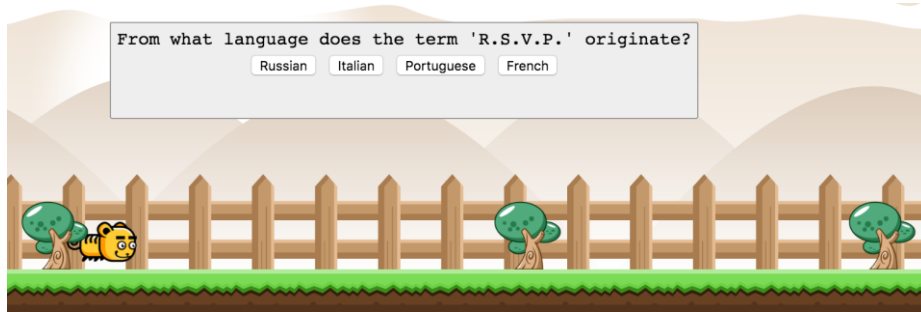 From what language does the term 'R.S.V.P.' originate?
Russian Italian Portuguese French